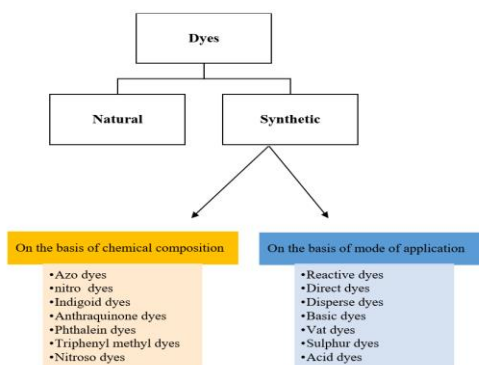 Dyes
Natural
Synthetic
On the basis of chemical composition
•Azo dyes
•nitro dyes
•Indigoid dyes
•Anthraquinone dyes
•Phthalein dyes
•Triphenyl methyl dyes
•Nitroso dyes
On the basis of mode of application
•Reactive dyes
•Direct dyes
•Disperse dyes
•Basic dyes
•Vat dyes
•Sulphur dyes
•Acid dyes